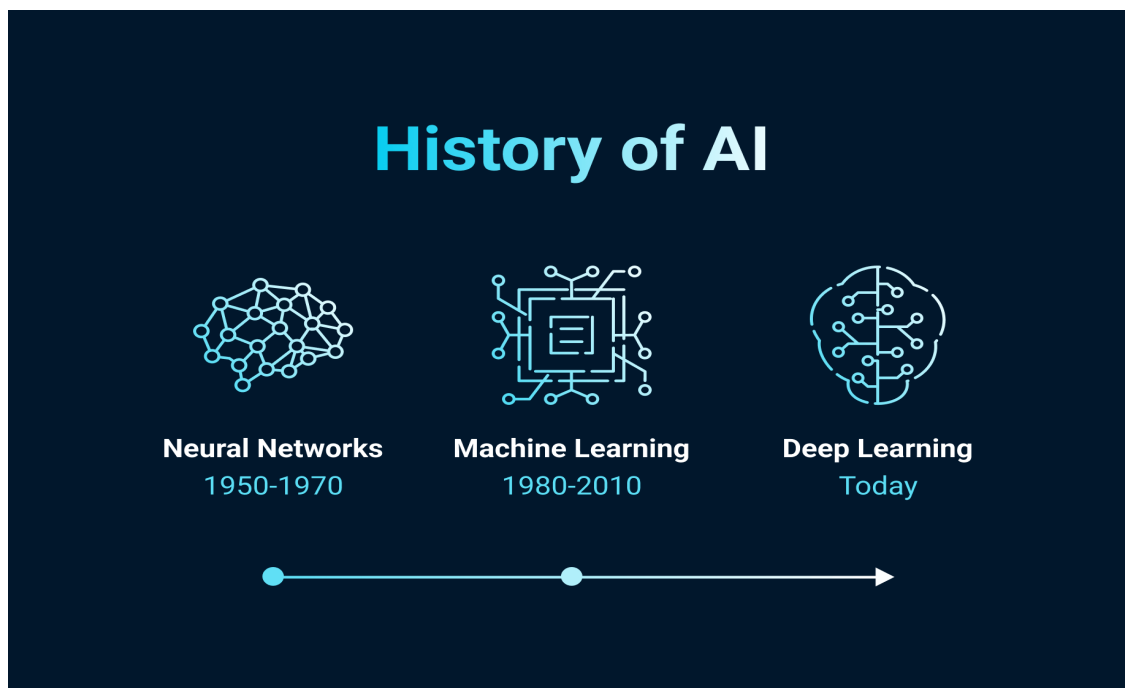 History of AI
Neural Networks
1950-1970
Machine Learning
1980-2010
Deep Learning
Today